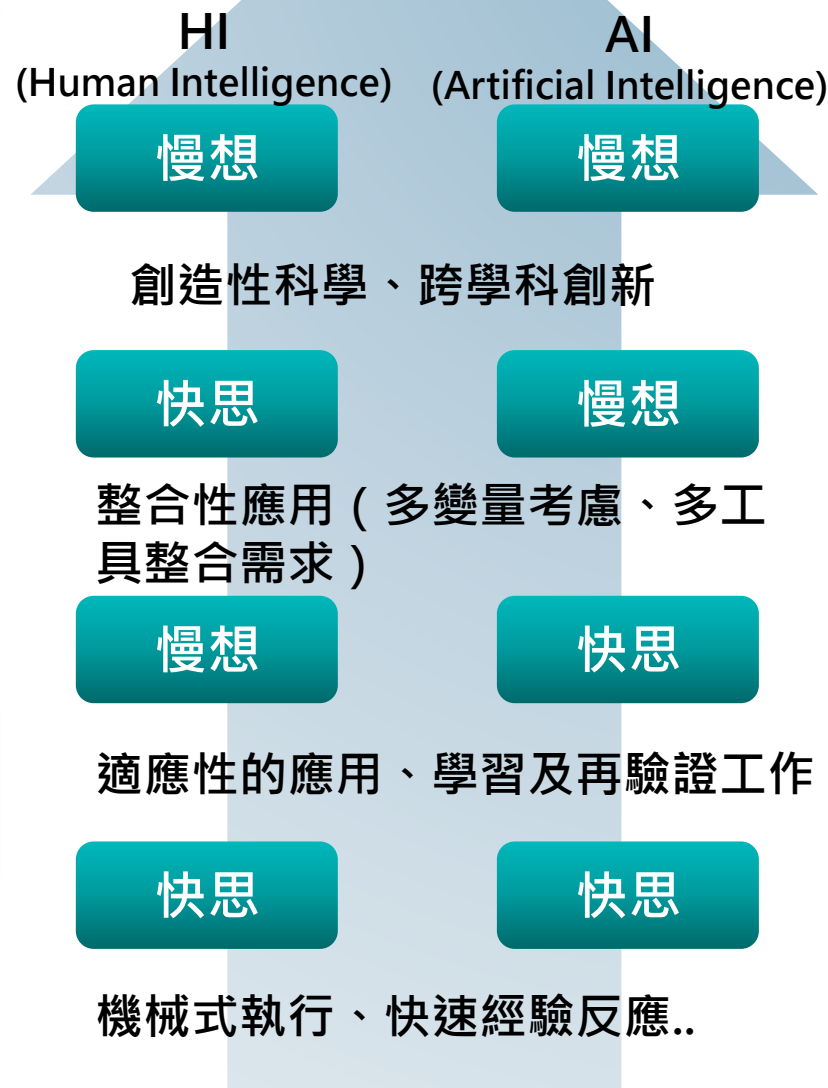 HI
(Human Intelligence)
AI
(Artificial Intelligence)
慢想
慢想
創造性科學、跨學科創新
快思
慢想
整合性應用（多變量考慮、多工
具整合需求）
慢想
快思
適應性的應用、學習及再驗證工作
快思
快思
機械式執行、快速經驗反應..